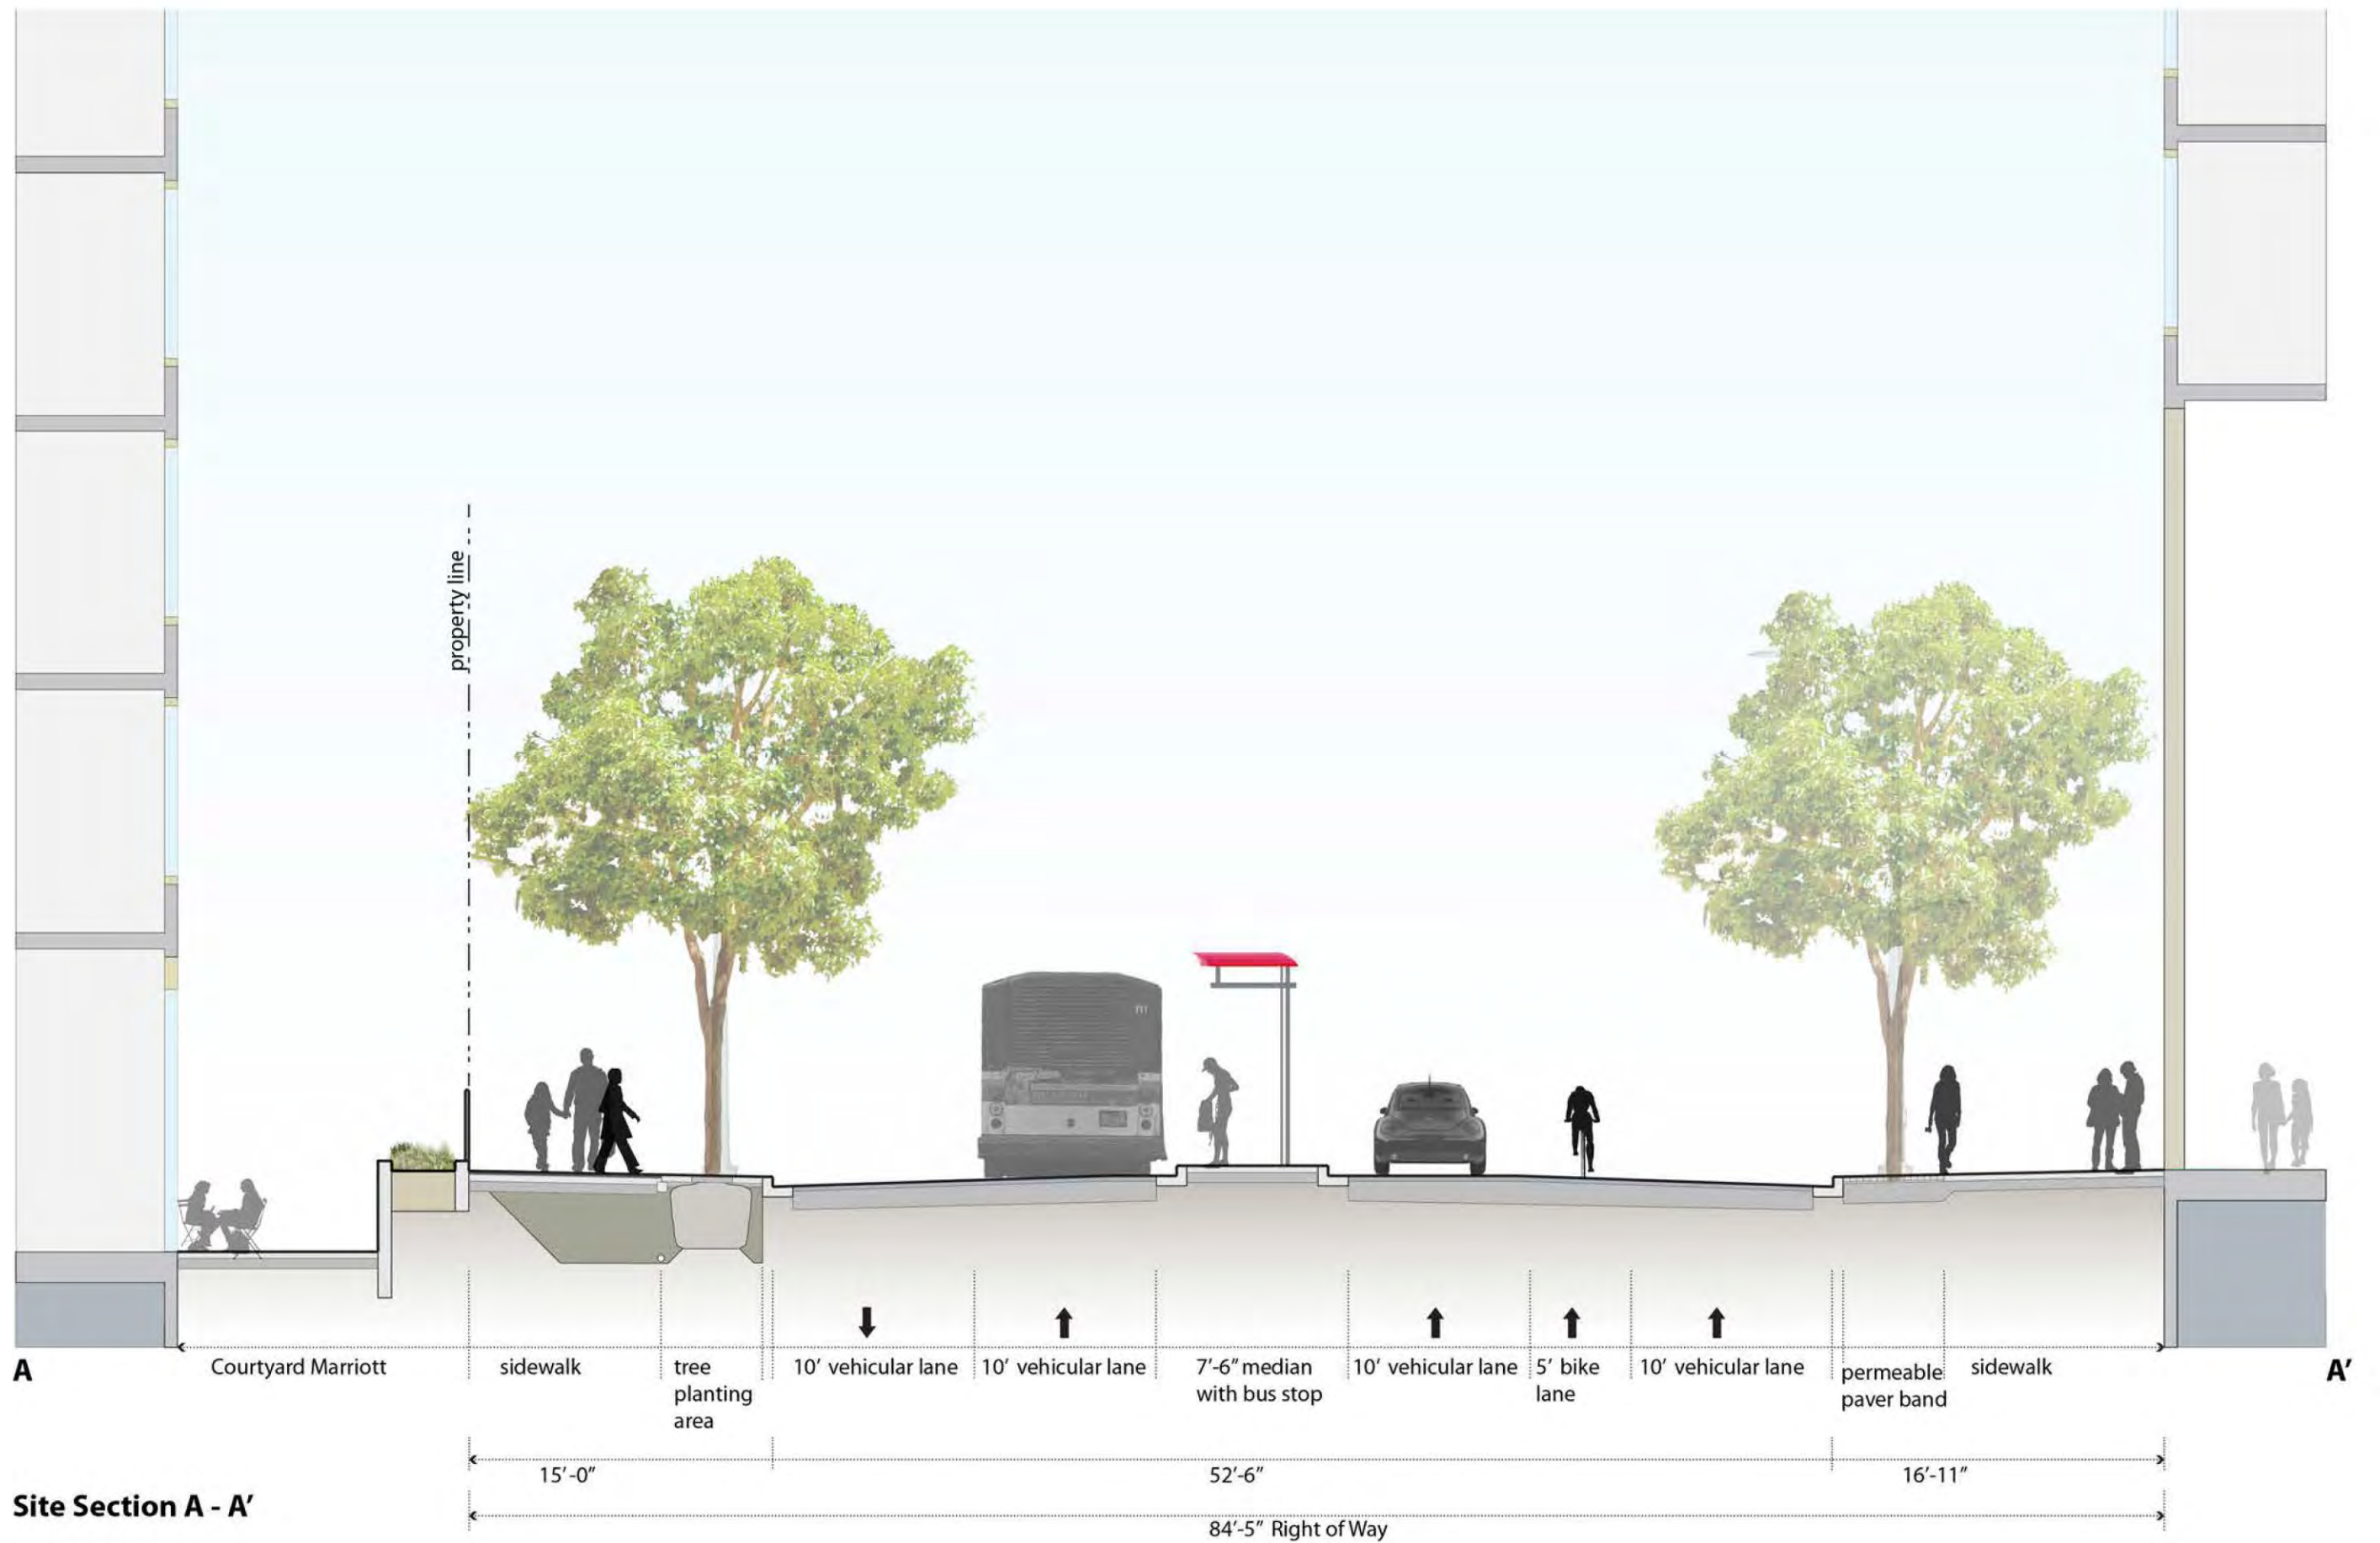 property line
A
Courtyard Marriott
sidewalk
tree
planting
area
10' vehicular lane
10' vehicular lane
7'-6" median
with bus stop
10' vehicular lane
5' bike
lane
10' vehicular lane
permeable
paver band
sidewalk
A'
15'-0"
52'-6"
16'-11"
Site Section A - A'
84'-5" Right of Way